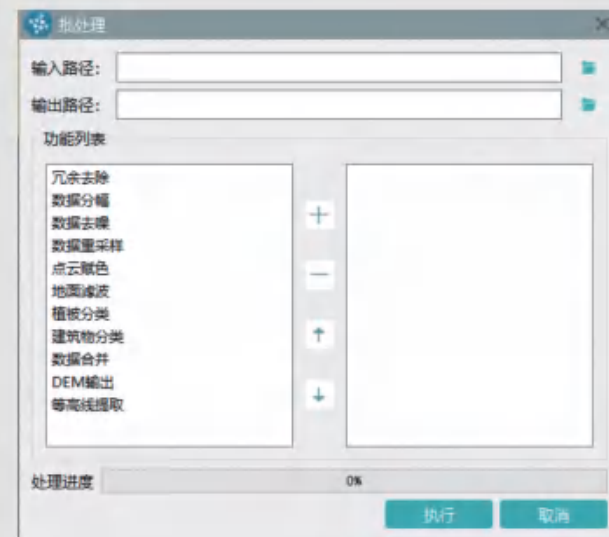 批处理
输入路径：
输出路径：
功能列表
冗余去除
数据分幅
数据去噪
数据重采样
点云赋色
地面滤波
植被分类
建筑物分类
数据合并
DEM输出
等高线提取
处理进度
0%
执行
取消